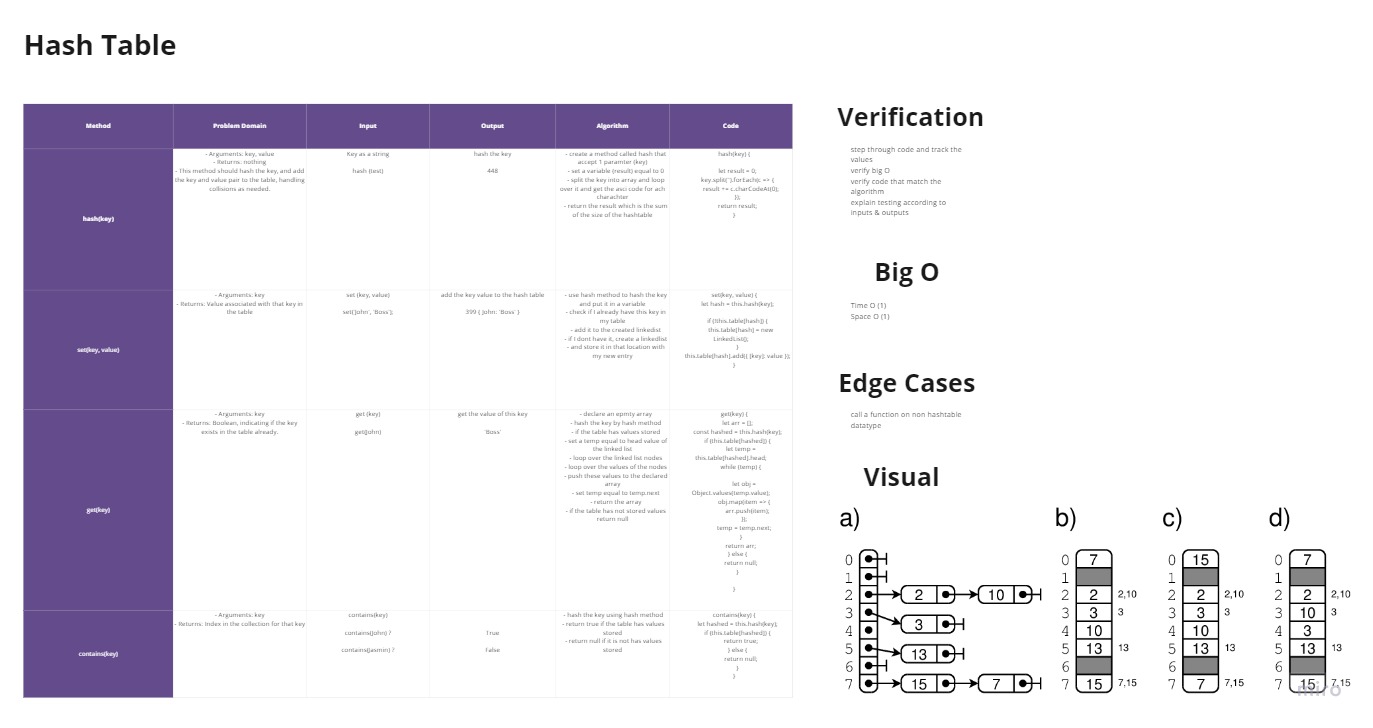 Hash Table
Method
Problem Domain
Input
Output
Algorithm
Code
hash(key)
- Arguments: key, value
- Returns: nothing
- This method should hash the key, and add
the key and value pair to the table, handling
collisions as needed.
Key as a string
hash (test)
hash the key
448
- create a method called hash that
accept 1 paramter (key)
- set a variable (result) equal to 0
- split the key into array and loop
over it and get the asci code for ach
charachter
- return the result which is the sum
of the size of the hashtable
hash(key) {
let result = 0;
result += c.charCodeAt(0);
});
return result;
}
set(key, value)
- Arguments: key
- Returns: Value associated with that key in
the table
set (key, value)
set('John', 'Boss');
add the key value to the hash table
399 { John: 'Boss' }
- use hash method to hash the key
and put it in a variable
- check if I already have this key in
my table
- add it to the created linkedlist
- if I dont have it, create a linkedlist
- and store it in that location with
my new entry
set(key, value) {
let hash = this.hash(key);
if (!this.table[hash]) {
this.table[hash] = new
LinkedList();
}
this.table[hash].add({ [key]: value });
}
get(key)
- Arguments: key
- Returns: Boolean, indicating if the key
exists in the table already.
get (key)
get(John)
get the value of this key
'Boss'
- declare an epmty array
- hash the key by hash method
- if the table has values stored
- set a temp equal to head value of
the linked list
- loop over the linked list nodes
- loop over the values of the nodes
- push these values to the declared
array
- set temp equal to temp.next
- return the array
- if the table has not stored values
return null
get(key) {
let arr = [];
const hashed = this.hash(key);
if (this.table[hashed]) {
let temp =
this.table[hashed].head;
while (temp) {
let obj =
Object.values(temp.value);
obj.map(item => {
arr.push(item);
});
temp = temp.next;
}
return arr;
} else {
return null;
}
}
contains(key)
- Arguments: key
- Returns: Index in the collection for that key
contains(key)
contains(John) ?
contains(Jasmin) ?
True
False
- hash the key using hash method
- return true if the table has values
stored
- return null if it is not has values
stored
contains(key) {
let hashed = this.hash(key);
if (this.table[hashed]) {
return true;
} else {
return null;
}
}
Verification
step through code and track the
values
verify big O
verify code that match the
algorithm
explain testing according to
inputs & outputs
Big O
Time O (1)
Space O (1)
Edge Cases
call a function on non hashtable
datatype
Visual
a)
0
1
2 2 10
3 3
4
5 13
6
7 15 7
b)
0 7
1
2 2 2,10
3 3 3
4 10
5 13 13
6
7 15 7,15
c)
0 15
1
2 2 2,10
3 3 3
4 10
5 13 13
6
7 7 7,15
d)
0 7
1
2 2 2,10
3 10 3
4 3
5 13 13
6
7 15 7,15
miro